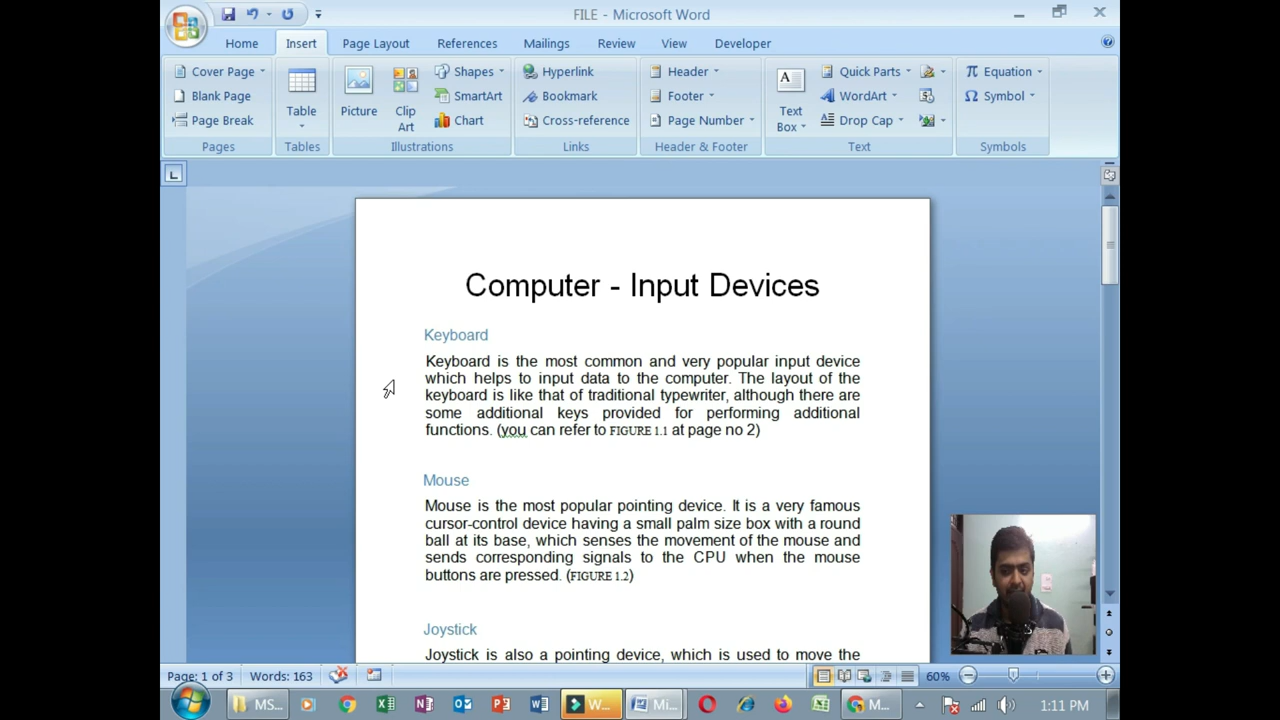 FILE - Microsoft Word
Home Insert Page Layout References Mailings Review View Developer
Cover Page
Blank Page
Page Break
Pages
Table
Tables
Picture
Clip Art
Shapes
SmartArt
Chart
Illustrations
Hyperlink
Bookmark
Cross-reference
Links
Header
Footer
Page Number
Header & Footer
Text Box
Quick Parts
WordArt
Drop Cap
Text
Equation
Symbol
Symbols
Computer - Input Devices
Keyboard
Keyboard is the most common and very popular input device
which helps to input data to the computer. The layout of the
keyboard is like that of traditional typewriter, although there are
some additional keys provided for performing additional
functions. (you can refer to FIGURE 1.1 at page no 2)
Mouse
Mouse is the most popular pointing device. It is a very famous
cursor-control device having a small palm size box with a round
ball at its base, which senses the movement of the mouse and
sends corresponding signals to the CPU when the mouse
buttons are pressed. (FIGURE 1.2)
Joystick
Joystick is also a pointing device, which is used to move the
Page: 1 of 3 Words: 163 60%
MS... W... Mi... M... 1:11 PM